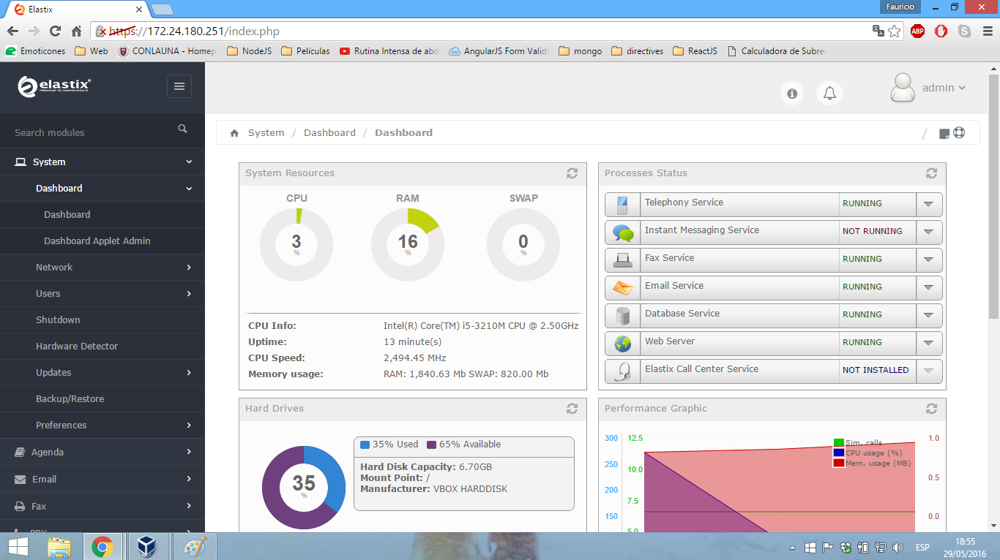 Elastix
Fauricio
https://172.24.180.251/index.php
ABP
Emoticones Web CONLAUNA - Homep NodeJS Películas Rutina Intensa de abd AngularJS Form Valida mongo directives ReactJS Calculadora de Subre
elastix®
FREEDOM TO COMMUNICATE
admin
Search modules
System / Dashboard / Dashboard /
System
Dashboard
Dashboard
Dashboard Applet Admin
Network
Users
Shutdown
Hardware Detector
Updates
Backup/Restore
Preferences
Agenda
Email
Fax
PBX
System Resources
CPU RAM SWAP
3 16 0
% % %
CPU Info: Intel(R) Core(TM) i5-3210M CPU @ 2.50GHz
Uptime: 13 minute(s)
CPU Speed: 2,494.45 MHz
Memory usage: RAM: 1,840.63 Mb SWAP: 820.00 Mb
Processes Status
Telephony Service RUNNING
Instant Messaging Service NOT RUNNING
Fax Service RUNNING
Email Service RUNNING
Database Service RUNNING
Web Server RUNNING
Elastix Call Center Service NOT INSTALLED
Hard Drives
35% Used 65% Available
35
%
Hard Disk Capacity: 6.70GB
Mount Point: /
Manufacturer: VBOX HARDDISK
Performance Graphic
300 12.5 1.0
Sim. calls
CPU usage (%)
Mem. usage (MB)
250 10.0 0.5
200 7.5
150 5.0 0.0
ESP
18:55
29/05/2016